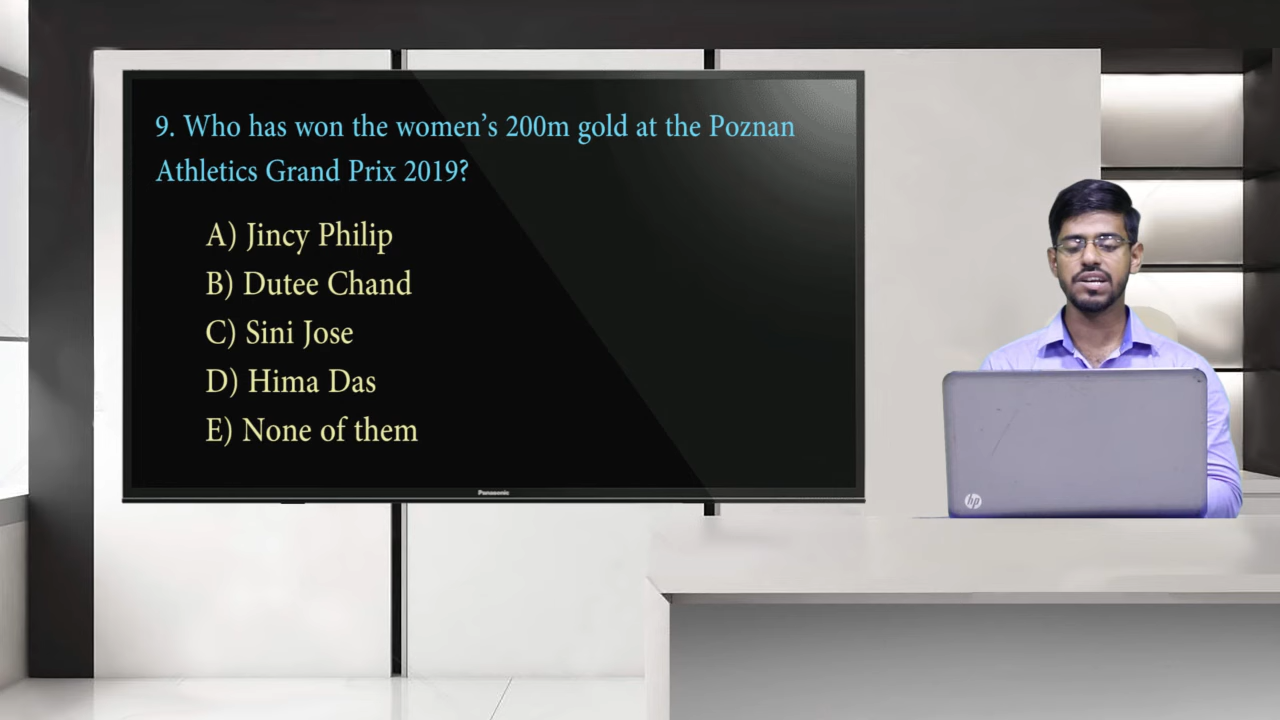 9. Who has won the women’s 200m gold at the Poznan
Athletics Grand Prix 2019?
A) Jincy Philip
B) Dutee Chand
C) Sini Jose
D) Hima Das
E) None of them
Panasonic
hp